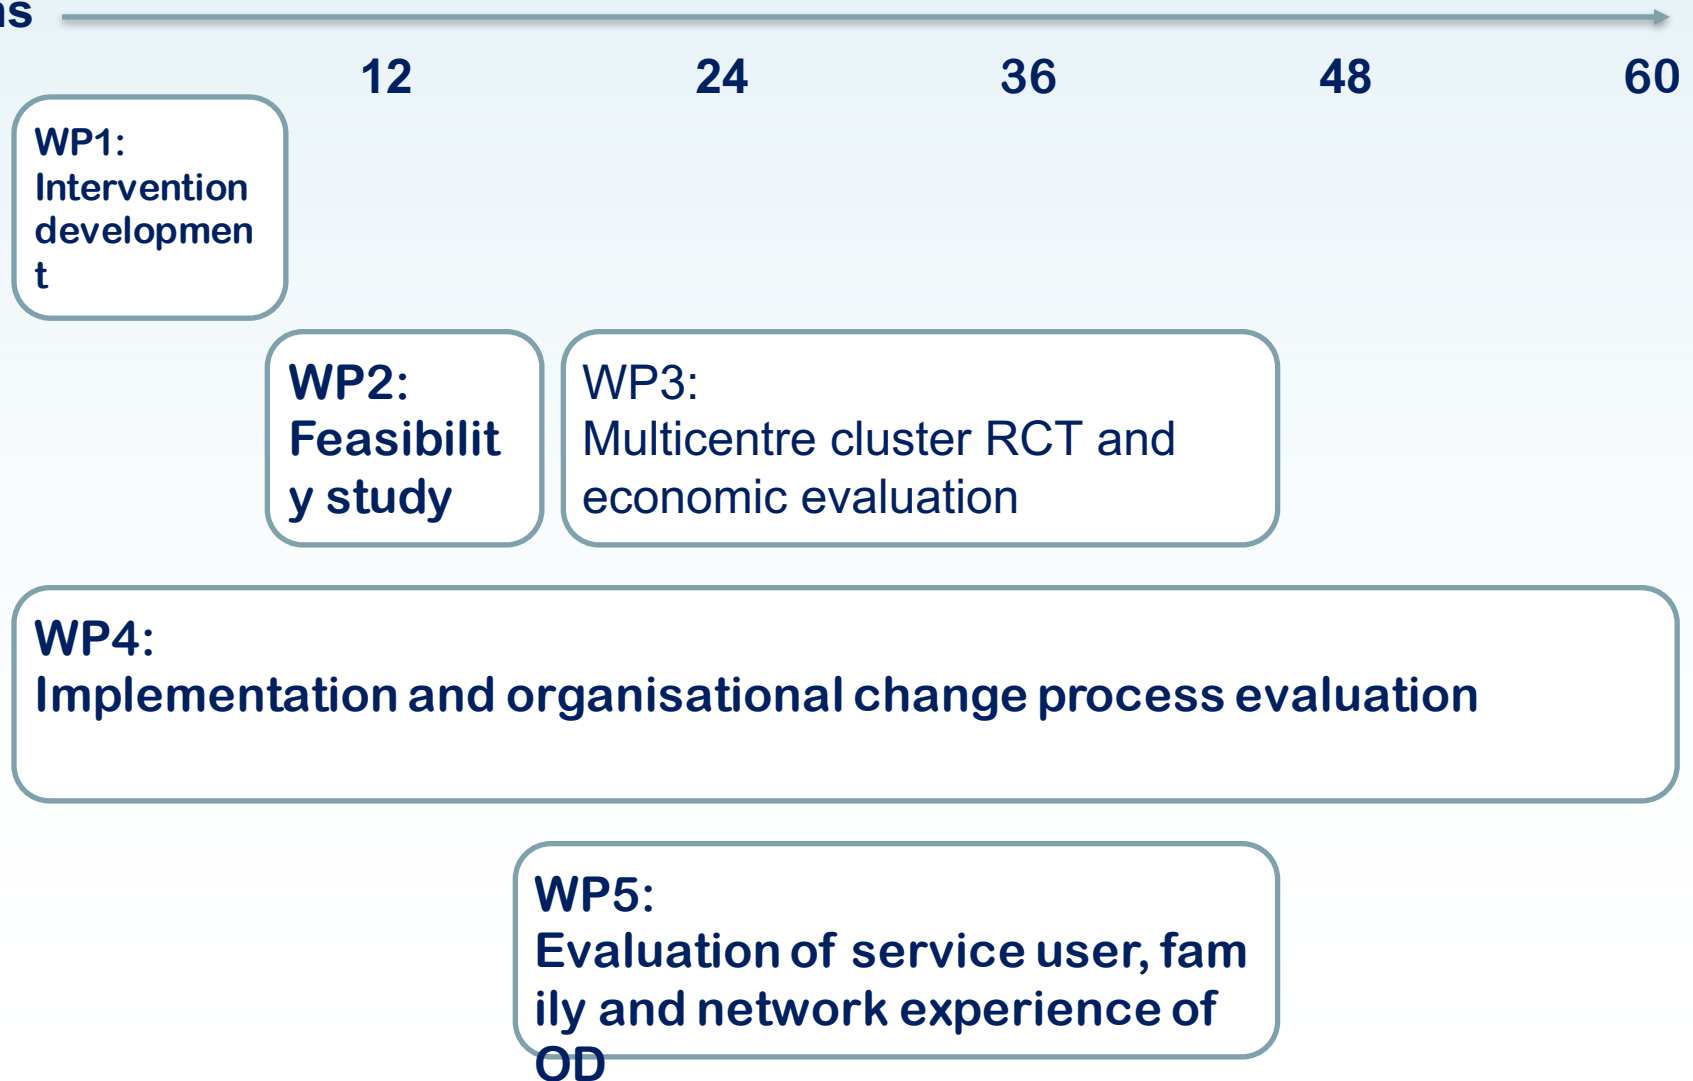 12 24 36 48 60
WP1:
Intervention
developmen
t
WP2:
Feasibilit
y study
WP3:
Multicentre cluster RCT and
economic evaluation
WP4:
Implementation and organisational change process evaluation
WP5:
Evaluation of service user, fam
ily and network experience of
OD